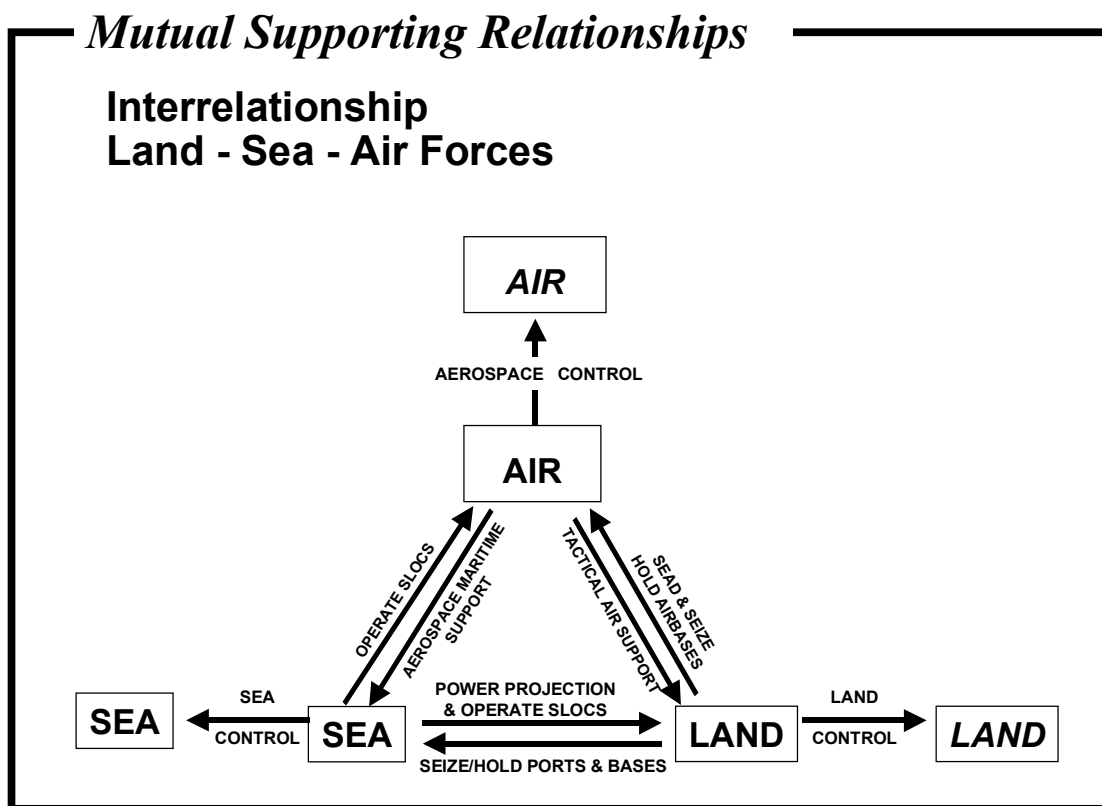 Mutual Supporting Relationships
Interrelationship
Land - Sea - Air Forces
AIR
AEROSPACE CONTROL
AIR
OPERATE SLOCS
AEROSPACE MARITIME
SUPPORT
TACTICAL AIR SUPPORT
SEAD & SEIZE
HOLD AIRBASES
SEA
SEA
CONTROL
SEA
POWER PROJECTION
& OPERATE SLOCS
SEIZE/HOLD PORTS & BASES
LAND
LAND
CONTROL
LAND